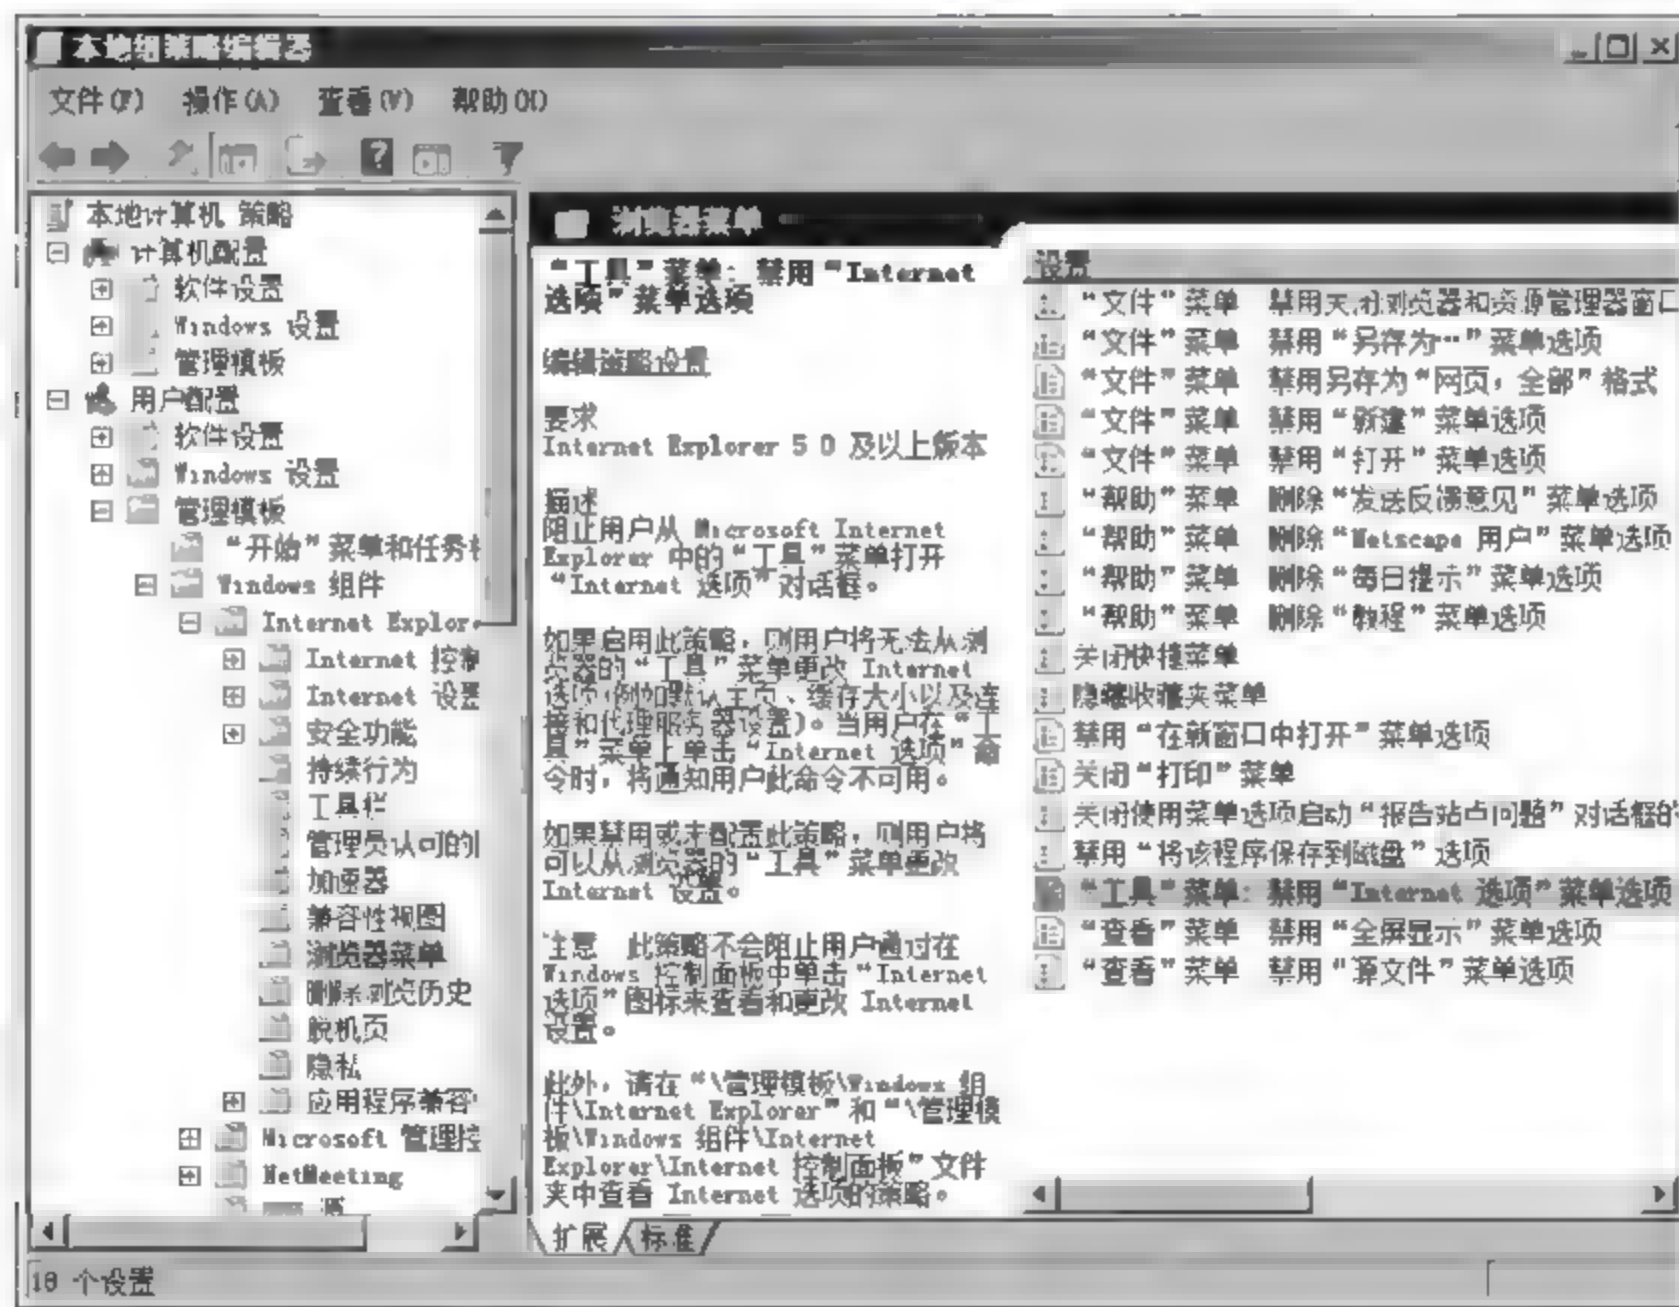 本地组策略编辑器
文件(F) 操作(A) 查看(V) 帮助(H)
本地计算机 策略
计算机配置
软件设置
Windows 设置
管理模板
用户配置
软件设置
Windows 设置
管理模板
“开始”菜单和任务
Windows 组件
Internet Explor
Internet 控制
Internet 设置
安全功能
持续行为
工具栏
管理员认可的
加速器
兼容性视图
浏览器菜单
删除浏览历史
脱机页
隐私
应用程序兼容
Microsoft 管理控
NetMeeting
浏览器菜单
“工具”菜单: 禁用“Internet
选项”菜单选项
编辑策略设置
要求
Internet Explorer 5 0 及以上版本
描述
阻止用户从 Microsoft Internet
Explorer 中的“工具”菜单打开
“Internet 选项”对话框。
如果启用此策略，则用户将无法从浏
览器的“工具”菜单更改 Internet
选项(例如默认主页、缓存大小以及连
接和代理服务器设置)。当用户在“工
具”菜单上单击“Internet 选项”命
令时，将通知用户此命令不可用。
如果禁用或未配置此策略，则用户将
可以从浏览器的“工具”菜单更改
Internet 设置。
注意 此策略不会阻止用户通过在
Windows 控制面板中单击“Internet
选项”图标来查看和更改 Internet
设置。
此外，请在“\管理模板\Windows 组
件\Internet Explorer”和“\管理模
板\Windows 组件\Internet
Explorer\Internet 控制面板”文件
夹中查看 Internet 选项的策略。
设置
“文件”菜单 禁用关闭浏览器和资源管理器窗口
“文件”菜单 禁用“另存为…”菜单选项
“文件”菜单 禁用另存为“网页，全部”格式
“文件”菜单 禁用“新建”菜单选项
“文件”菜单 禁用“打开”菜单选项
“帮助”菜单 删除“发送反馈意见”菜单选项
“帮助”菜单 删除“Netscape 用户”菜单选项
“帮助”菜单 删除“每日提示”菜单选项
“帮助”菜单 删除“教程”菜单选项
关闭快捷菜单
隐藏收藏夹菜单
禁用“在新窗口中打开”菜单选项
关闭“打印”菜单
关闭使用菜单选项启动“报告站点问题”对话框的
禁用“将该程序保存到磁盘”选项
“工具”菜单: 禁用“Internet 选项”菜单选项
“查看”菜单 禁用“全屏显示”菜单选项
“查看”菜单 禁用“源文件”菜单选项
扩展 标准
18 个设置